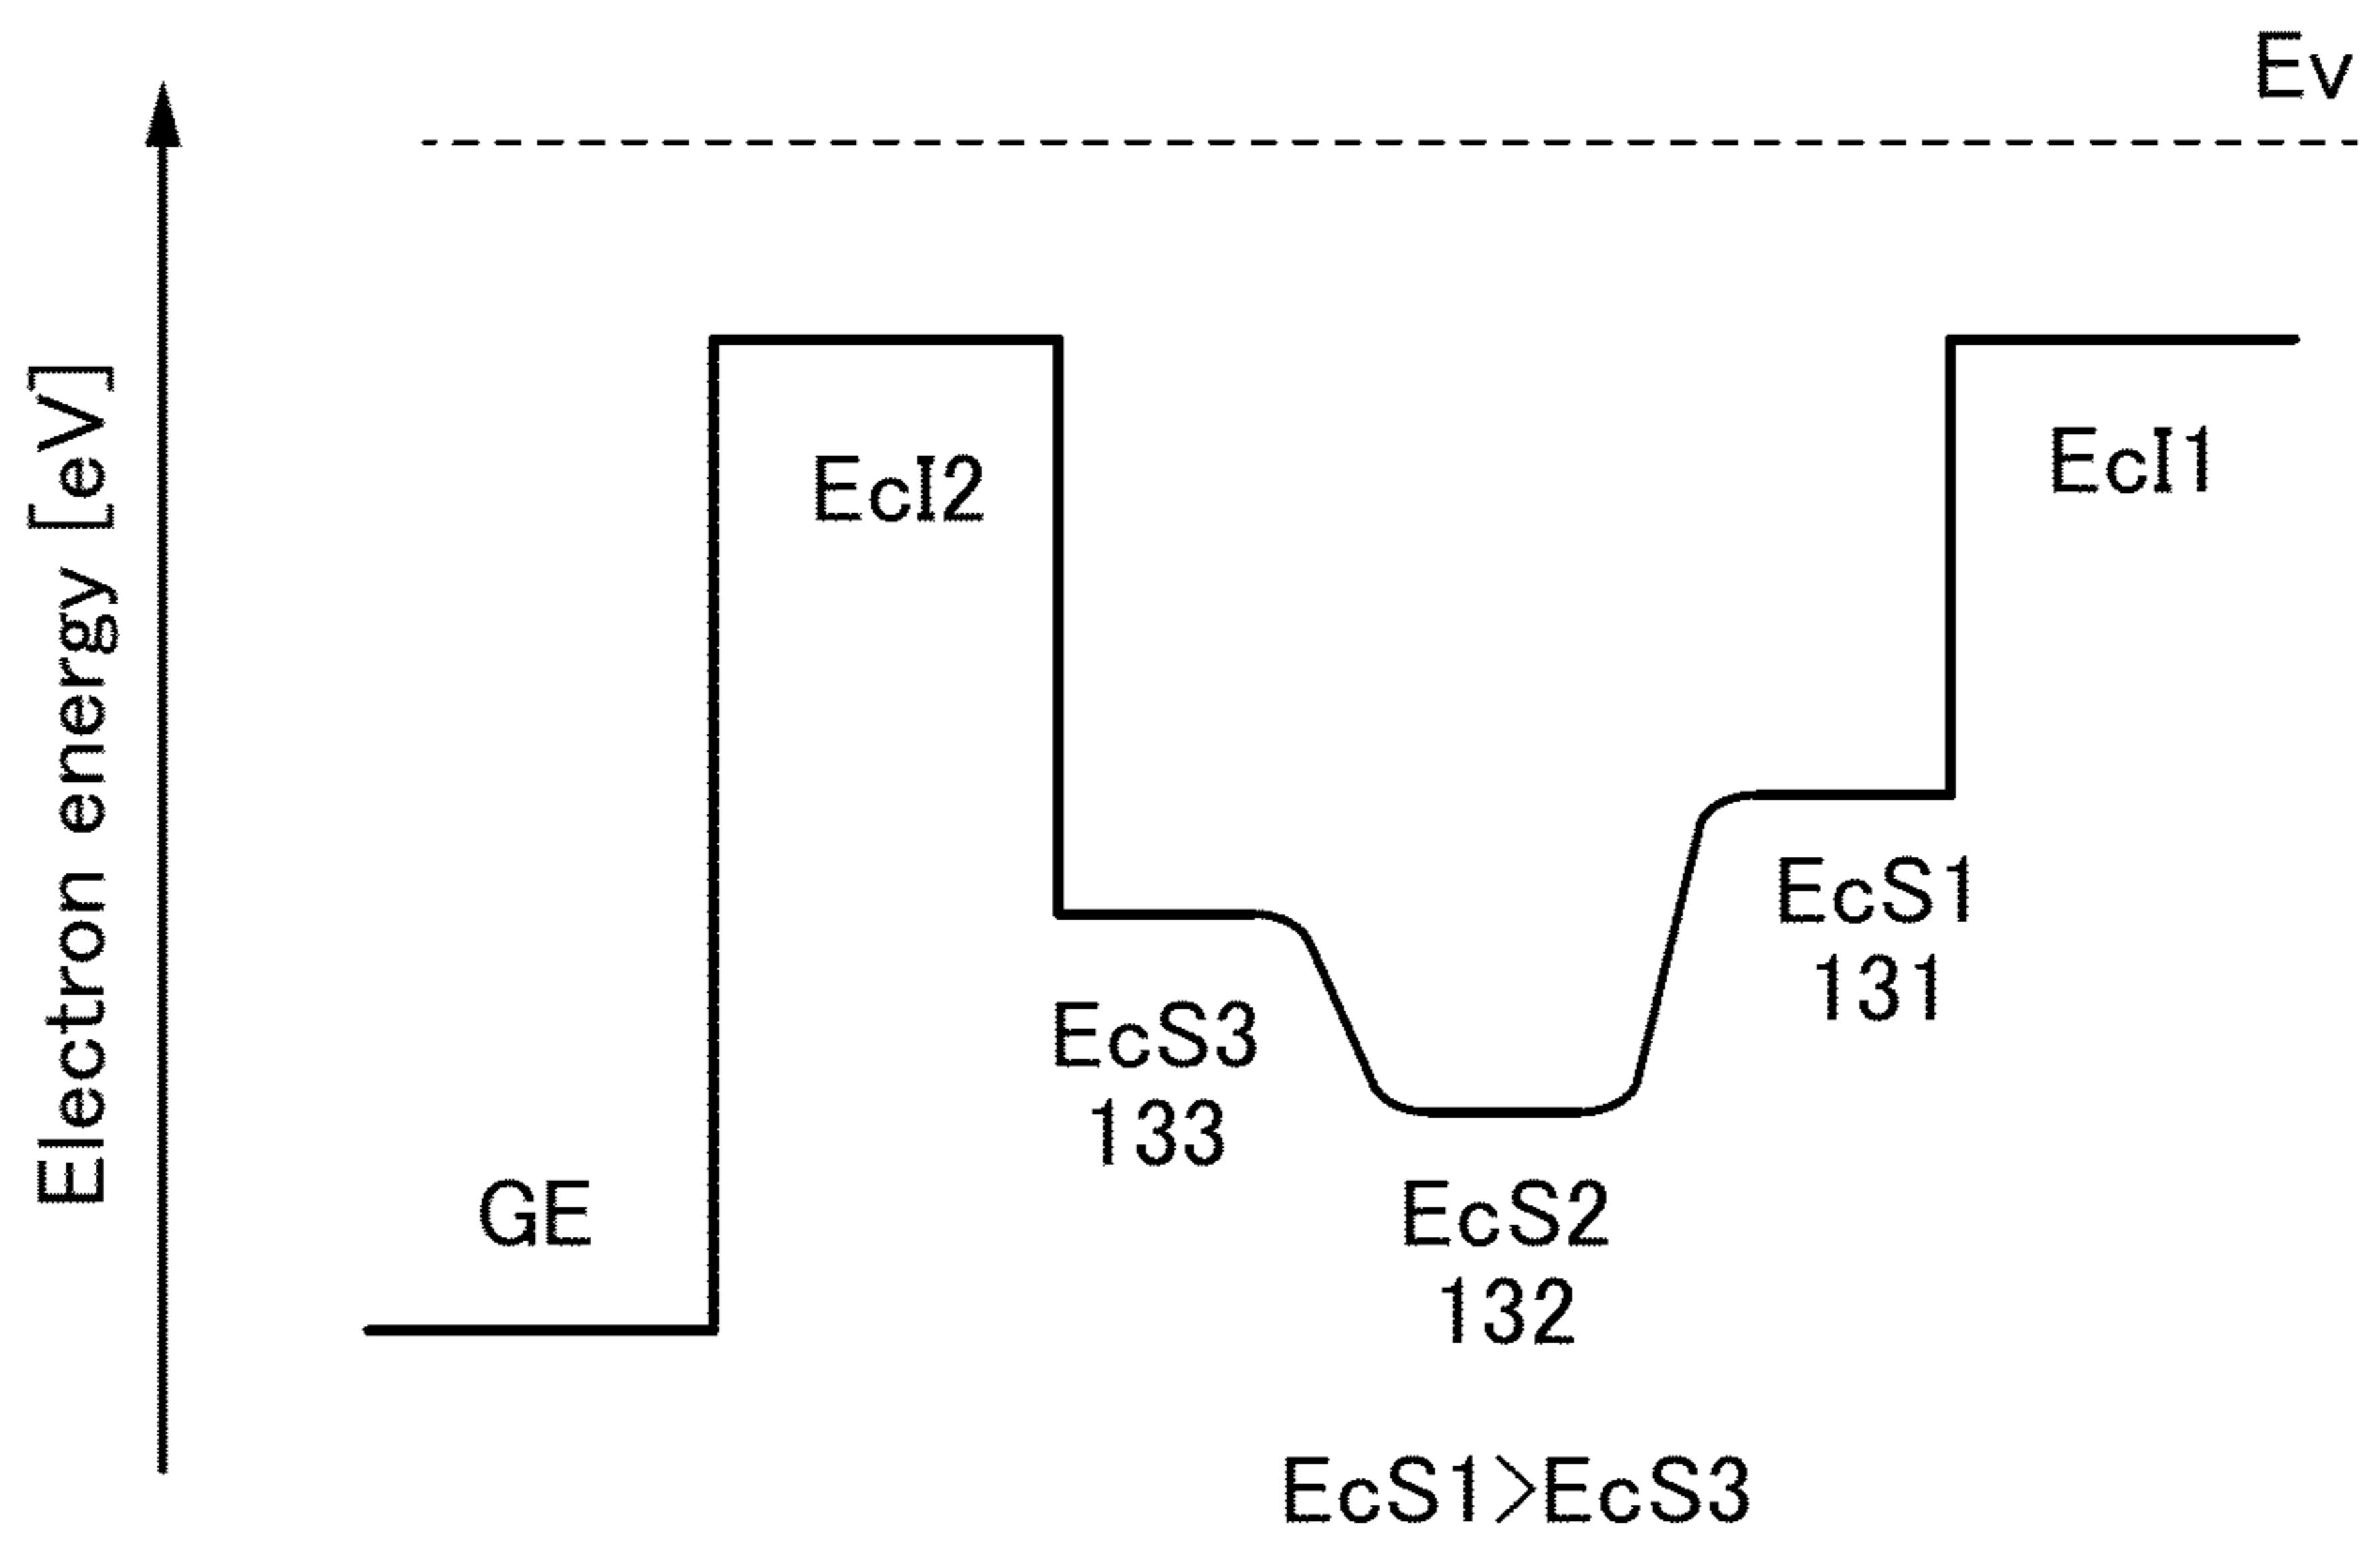 Ev
Electron energy [eV]
EcI2
EcI1
EcS1
131
EcS3
133
GE
EcS2
132
EcS1>EcS3